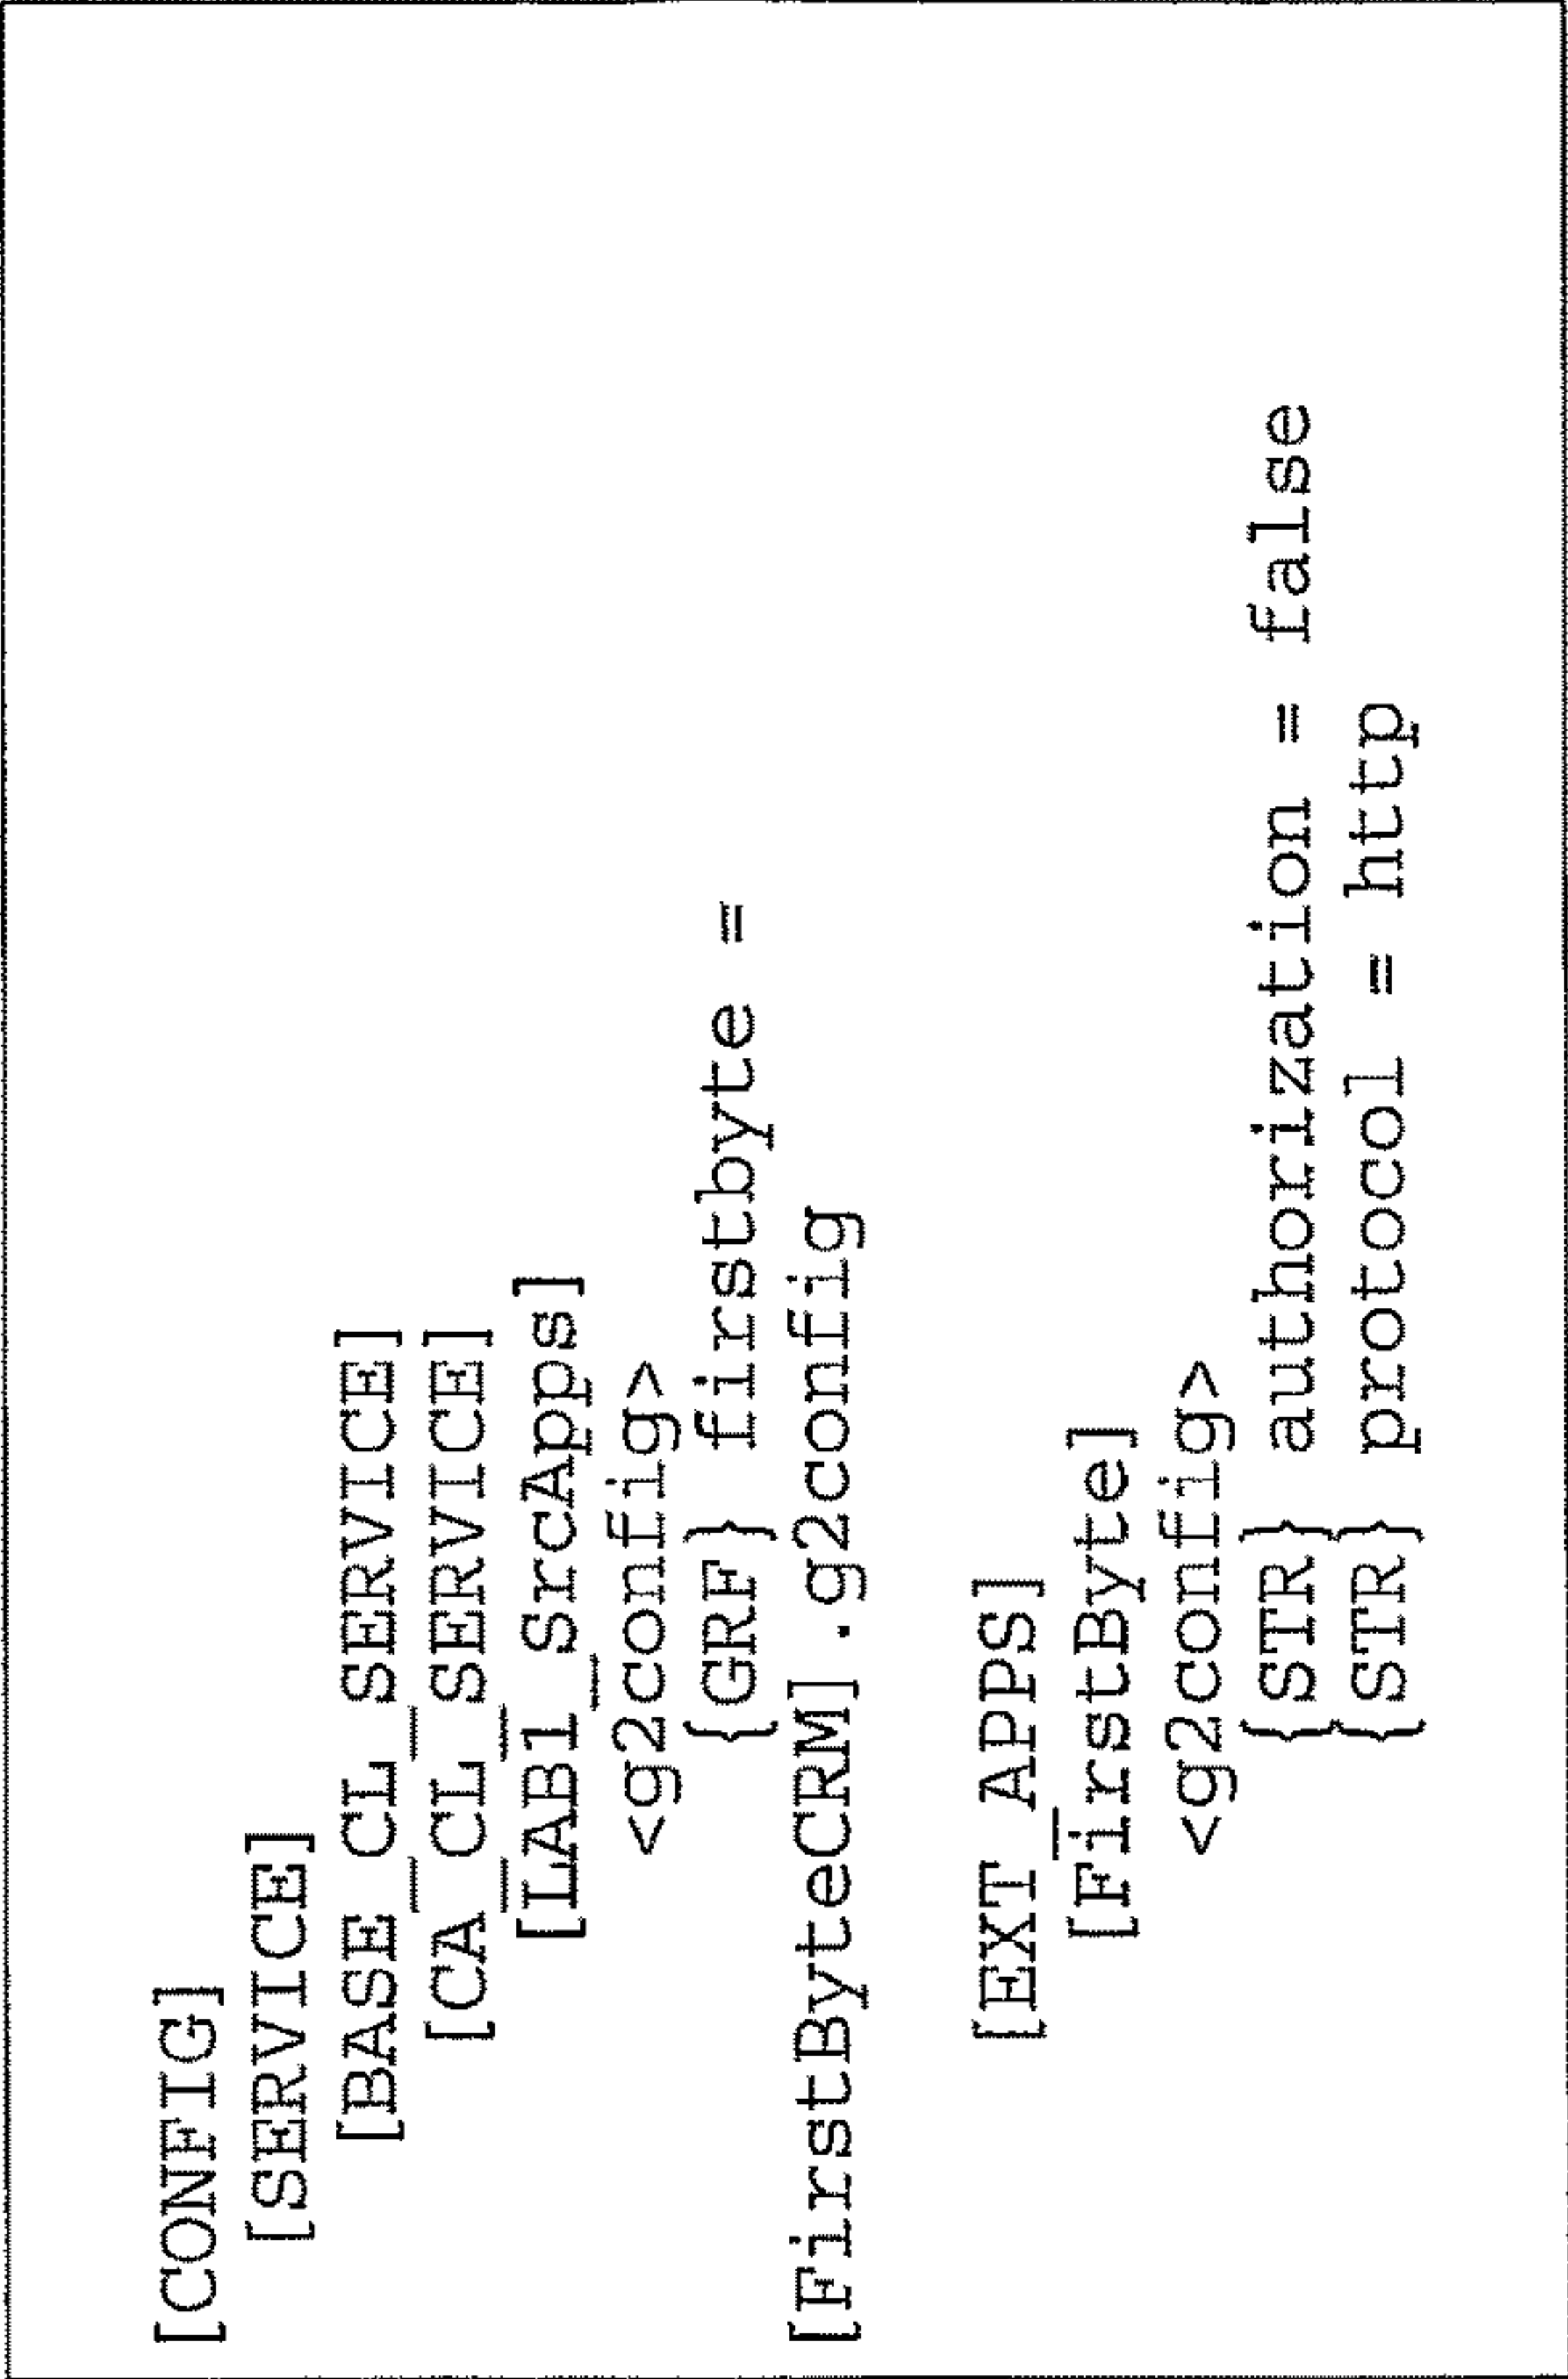 [CONFIG]
[SERVICE]
[BASE_CL_SERVICE]
[CA_CL_SERVICE]
[LAB1_SrcApps]
<g2config>
{GRF} firstbyte =
[FirstByteCRM].g2config
[EXT_APPS]
[FirstByte]
<g2config>
{STR} authorization = false
{STR} protocol = http